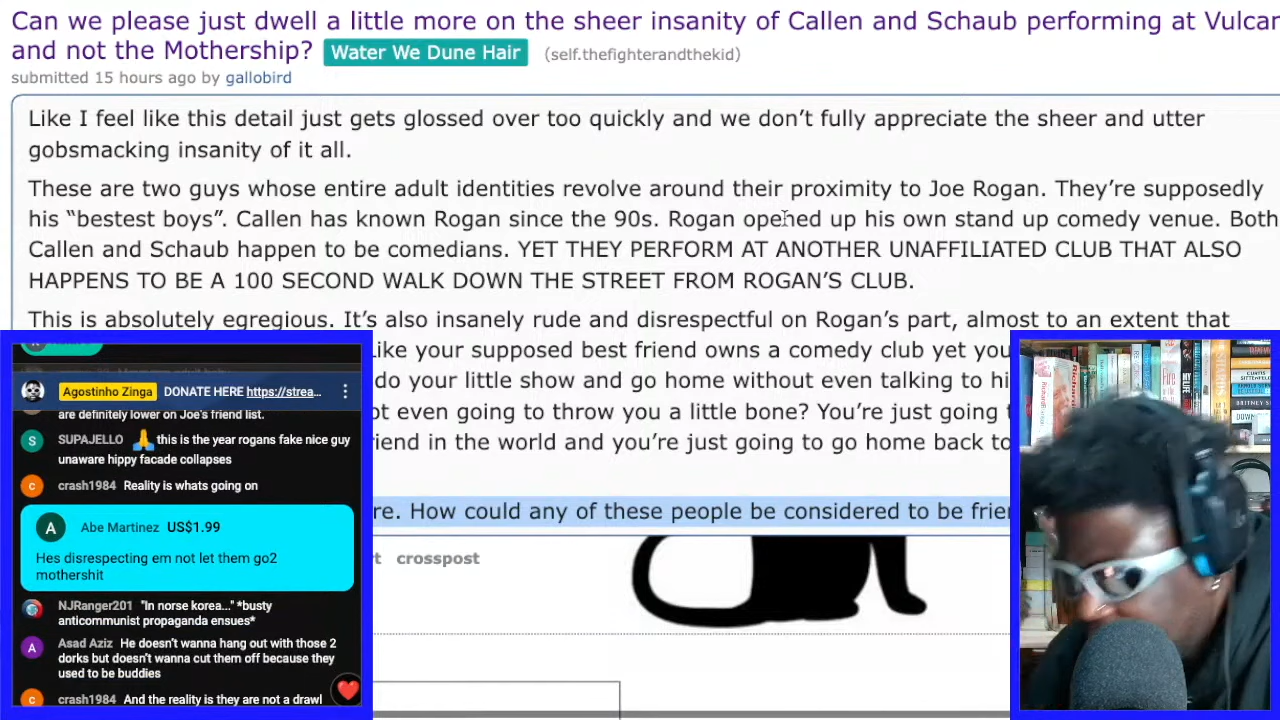 Can we please just dwell a little more on the sheer insanity of Callen and Schaub performing at Vulcan
and not the Mothership? Water We Dune Hair (self.thefighterandthekid)
submitted 15 hours ago by gallobird
Like I feel like this detail just gets glossed over too quickly and we don’t fully appreciate the sheer and utter
gobsmacking insanity of it all.
These are two guys whose entire adult identities revolve around their proximity to Joe Rogan. They’re supposedly
his “bestest boys”. Callen has known Rogan since the 90s. Rogan opened up his own stand up comedy venue. Both
Callen and Schaub happen to be comedians. YET THEY PERFORM AT ANOTHER UNAFFILIATED CLUB THAT ALSO
HAPPENS TO BE A 100 SECOND WALK DOWN THE STREET FROM ROGAN’S CLUB.
This is absolutely egregious. It’s also insanely rude and disrespectful on Rogan’s part, almost to an extent that
Like your supposed best friend owns a comedy club yet you
do your little show and go home without even talking to hi
ot even going to throw you a little bone? You’re just going t
riend in the world and you’re just going to go home back to
re. How could any of these people be considered to be frie
crosspost
Agostinho Zinga DONATE HERE https://strea...
are definitely lower on Joe's friend list.
S SUPAJELLO 🙏 this is the year rogans fake nice guy
unaware hippy facade collapses
c crash1984 Reality is whats going on
A Abe Martinez US$1.99
Hes disrespecting em not let them go2
mothershit
NJRanger201 "In norse korea..." *busty
anticommunist propaganda ensues*
A Asad Aziz He doesn't wanna hang out with those 2
dorks but doesn't wanna cut them off because they
used to be buddies
c crash1984 And the reality is they are not a drawl